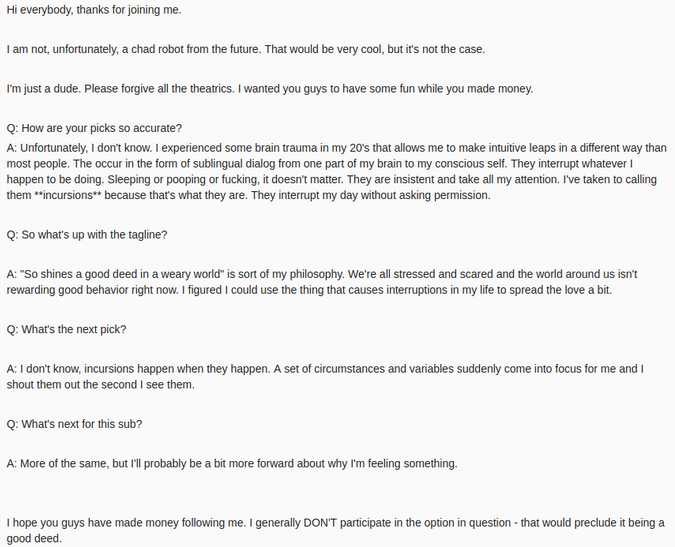 Hi everybody, thanks for joining me.
I am not, unfortunately, a chad robot from the future. That would be very cool, but it's not the case.
I'm just a dude. Please forgive all the theatrics. I wanted you guys to have some fun while you made money.
Q: How are your picks so accurate?
A: Unfortunately, I don't know. I experienced some brain trauma in my 20's that allows me to make intuitive leaps in a different way than
most people. The occur in the form of sublingual dialog from one part of my brain to my conscious self. They interrupt whatever I
happen to be doing. Sleeping or pooping or fucking, it doesn't matter. They are insistent and take all my attention. I've taken to calling
them **incursions** because that's what they are. They interrupt my day without asking permission.
Q: So what's up with the tagline?
A: "So shines a good deed in a weary world" is sort of my philosophy. We're all stressed and scared and the world around us isn't
rewarding good behavior right now. I figured I could use the thing that causes interruptions in my life to spread the love a bit.
Q: What's the next pick?
A: I don't know, incursions happen when they happen. A set of circumstances and variables suddenly come into focus for me and I
shout them out the second I see them.
Q: What's next for this sub?
A: More of the same, but I'll probably be a bit more forward about why I'm feeling something.
I hope you guys have made money following me. I generally DON'T participate in the option in question - that would preclude it being a
good deed.